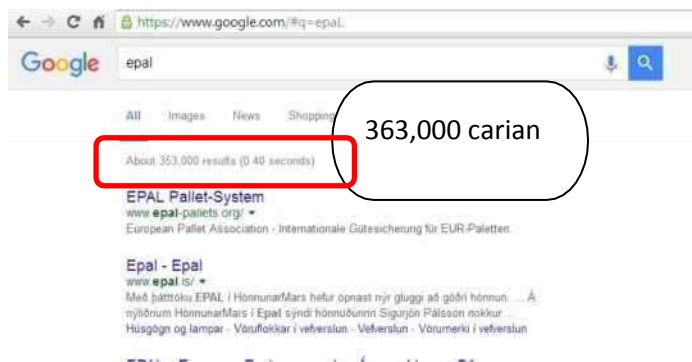 https://www.google.com/#q=epal
Google epal
All Images News Shopping
363,000 carian
About 353,000 results (0.40 seconds)
EPAL Pallet-System
www.epal-pallets.org/
European Pallet Association - Internationale Gütesicherung für EUR-Paletten.
Epal - Epal
www.epal.is/
Með þátttöku EPAL í HönnunarMars hefur opnast nýr gluggi að góðri hönnun. ... Á
nýliðnum HönnunarMars í Epal sýndi hönnuðurinn Sigurjón Pálsson nokkur ...
Húsgögn og lampar - Vöruflokkar í vefverslun - Vefverslun - Vörumerki í vefverslun